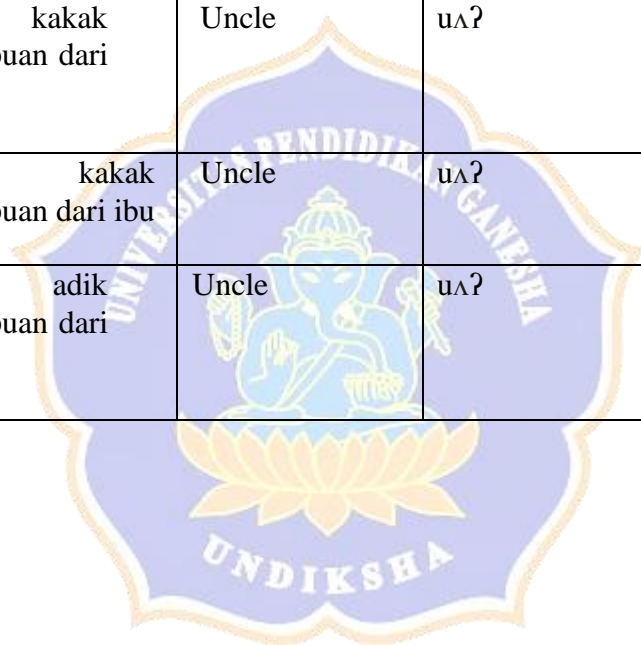 kakak Uncle uʌʔ
puan dari
kakak Uncle uʌʔ
puan dari ibu
adik Uncle uʌʔ
puan dari
UNIVERSITAS PENDIDIKAN GANESHA
UNDIKSHA